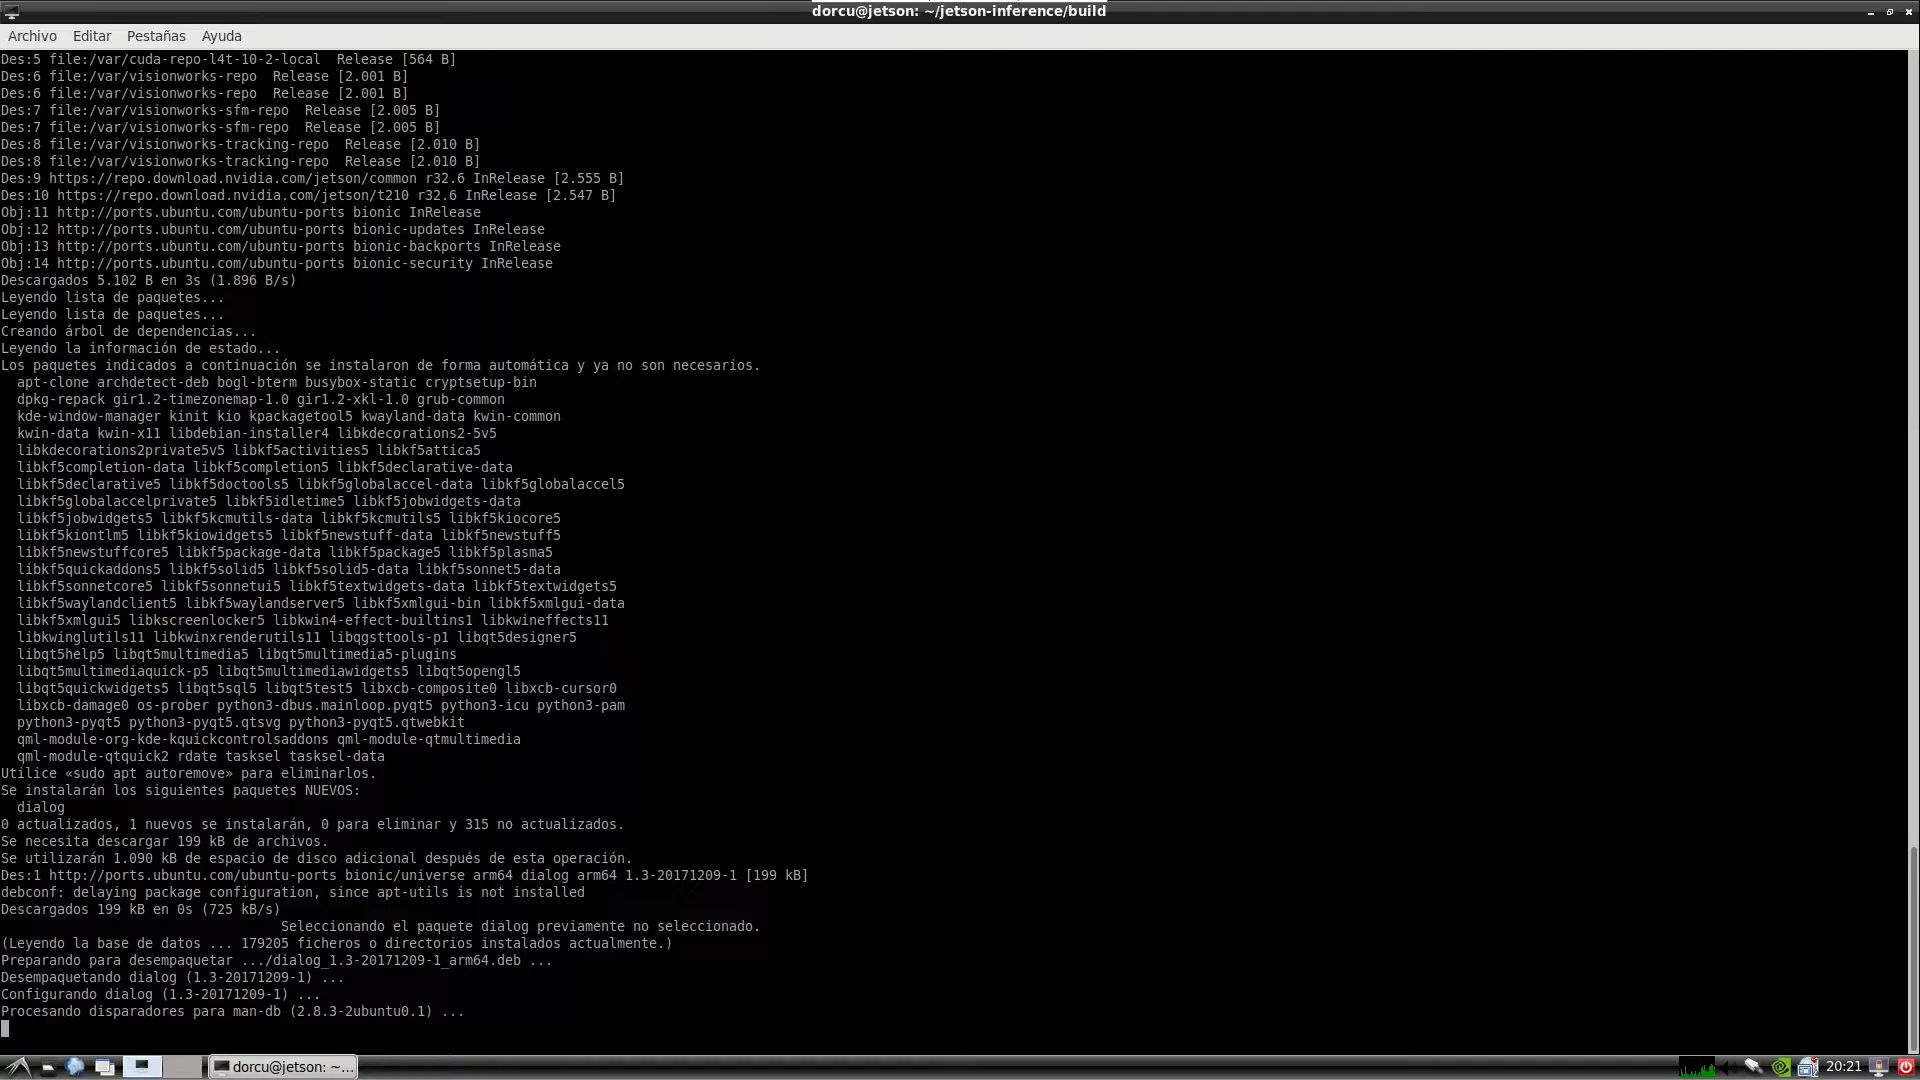 dorcu@jetson: ~/jetson-inference/build
Archivo Editar Pestañas Ayuda
Des:5 file:/var/cuda-repo-l4t-10-2-local  Release [564 B]
Des:6 file:/var/visionworks-repo  Release [2.001 B]
Des:6 file:/var/visionworks-repo  Release [2.001 B]
Des:7 file:/var/visionworks-sfm-repo  Release [2.005 B]
Des:7 file:/var/visionworks-sfm-repo  Release [2.005 B]
Des:8 file:/var/visionworks-tracking-repo  Release [2.010 B]
Des:8 file:/var/visionworks-tracking-repo  Release [2.010 B]
Des:9 https://repo.download.nvidia.com/jetson/common r32.6 InRelease [2.555 B]
Des:10 https://repo.download.nvidia.com/jetson/t210 r32.6 InRelease [2.547 B]
Obj:11 http://ports.ubuntu.com/ubuntu-ports bionic InRelease
Obj:12 http://ports.ubuntu.com/ubuntu-ports bionic-updates InRelease
Obj:13 http://ports.ubuntu.com/ubuntu-ports bionic-backports InRelease
Obj:14 http://ports.ubuntu.com/ubuntu-ports bionic-security InRelease
Descargados 5.102 B en 3s (1.896 B/s)
Leyendo lista de paquetes...
Leyendo lista de paquetes...
Creando árbol de dependencias...
Leyendo la información de estado...
Los paquetes indicados a continuación se instalaron de forma automática y ya no son necesarios.
  apt-clone archdetect-deb bogl-bterm busybox-static cryptsetup-bin
  dpkg-repack gir1.2-timezonemap-1.0 gir1.2-xkl-1.0 grub-common
  kde-window-manager kinit kio kpackagetool5 kwayland-data kwin-common
  kwin-data kwin-x11 libdebian-installer4 libkdecorations2-5v5
  libkdecorations2private5v5 libkf5activities5 libkf5attica5
  libkf5completion-data libkf5completion5 libkf5declarative-data
  libkf5declarative5 libkf5doctools5 libkf5globalaccel-data libkf5globalaccel5
  libkf5globalaccelprivate5 libkf5idletime5 libkf5jobwidgets-data
  libkf5jobwidgets5 libkf5kcmutils-data libkf5kcmutils5 libkf5kiocore5
  libkf5kiontlm5 libkf5kiowidgets5 libkf5newstuff-data libkf5newstuff5
  libkf5newstuffcore5 libkf5package-data libkf5package5 libkf5plasma5
  libkf5quickaddons5 libkf5solid5 libkf5solid5-data libkf5sonnet5-data
  libkf5sonnetcore5 libkf5sonnetui5 libkf5textwidgets-data libkf5textwidgets5
  libkf5waylandclient5 libkf5waylandserver5 libkf5xmlgui-bin libkf5xmlgui-data
  libkf5xmlgui5 libkscreenlocker5 libkwin4-effect-builtins1 libkwineffects11
  libkwinglutils11 libkwinxrenderutils11 libqgsttools-p1 libqt5designer5
  libqt5help5 libqt5multimedia5 libqt5multimedia5-plugins
  libqt5multimediaquick-p5 libqt5multimediawidgets5 libqt5opengl5
  libqt5quickwidgets5 libqt5sql5 libqt5test5 libxcb-composite0 libxcb-cursor0
  libxcb-damage0 os-prober python3-dbus.mainloop.pyqt5 python3-icu python3-pam
  python3-pyqt5 python3-pyqt5.qtsvg python3-pyqt5.qtwebkit
  qml-module-org-kde-kquickcontrolsaddons qml-module-qtmultimedia
  qml-module-qtquick2 rdate tasksel tasksel-data
Utilice «sudo apt autoremove» para eliminarlos.
Se instalarán los siguientes paquetes NUEVOS:
  dialog
0 actualizados, 1 nuevos se instalarán, 0 para eliminar y 315 no actualizados.
Se necesita descargar 199 kB de archivos.
Se utilizarán 1.090 kB de espacio de disco adicional después de esta operación.
Des:1 http://ports.ubuntu.com/ubuntu-ports bionic/universe arm64 dialog arm64 1.3-20171209-1 [199 kB]
debconf: delaying package configuration, since apt-utils is not installed
Descargados 199 kB en 0s (725 kB/s)
Seleccionando el paquete dialog previamente no seleccionado.
(Leyendo la base de datos ... 179205 ficheros o directorios instalados actualmente.)
Preparando para desempaquetar .../dialog_1.3-20171209-1_arm64.deb ...
Desempaquetando dialog (1.3-20171209-1) ...
Configurando dialog (1.3-20171209-1) ...
Procesando disparadores para man-db (2.8.3-2ubuntu0.1) ...
dorcu@jetson: ~... 20:21